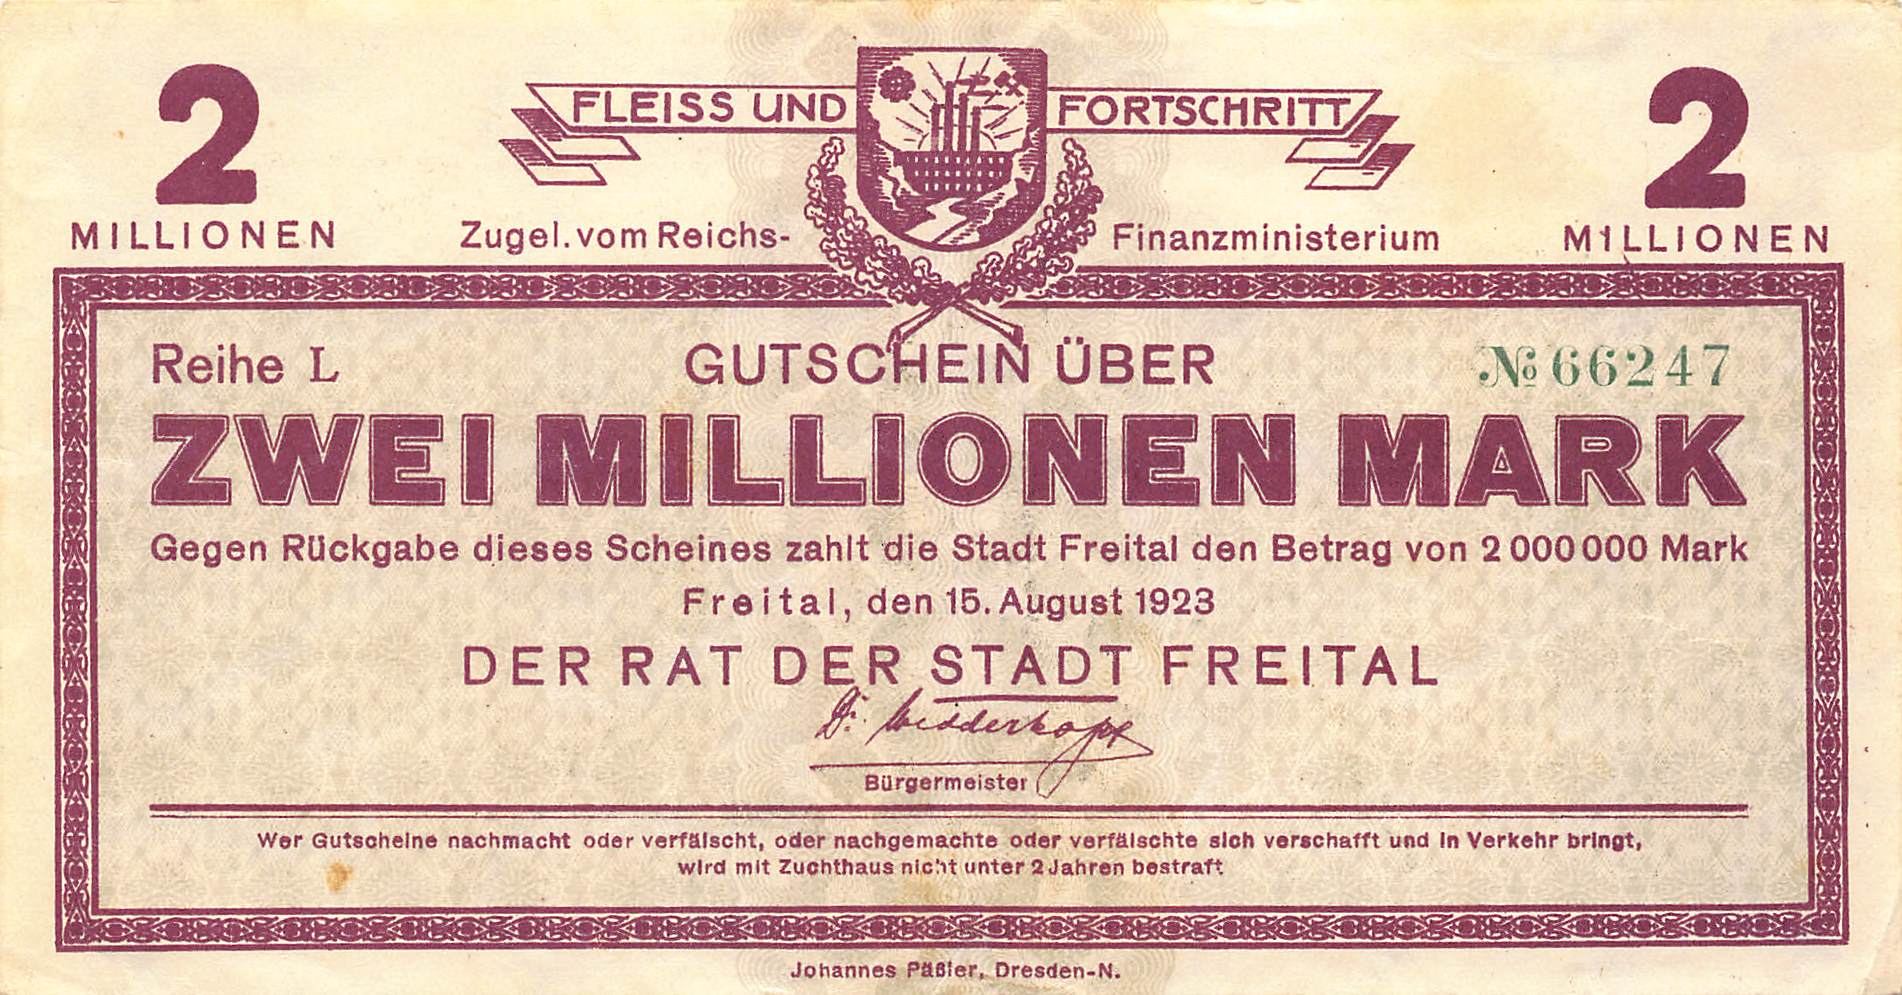 2 FLEISS UND FORTSCHRITT 2
MILLIONEN Zugel. vom Reichs- Finanzministerium MILLIONEN
Reihe L GUTSCHEIN ÜBER № 66247
ZWEI MILLIONEN MARK
Gegen Rückgabe dieses Scheines zahlt die Stadt Freital den Betrag von 2 000 000 Mark
Freital, den 15. August 1923
DER RAT DER STADT FREITAL
Dr. Wedderkopf
Bürgermeister
Wer Gutscheine nachmacht oder verfälscht, oder nachgemachte oder verfälschte sich verschafft und in Verkehr bringt,
wird mit Zuchthaus nicht unter 2 Jahren bestraft
Johannes Päßler, Dresden-N.